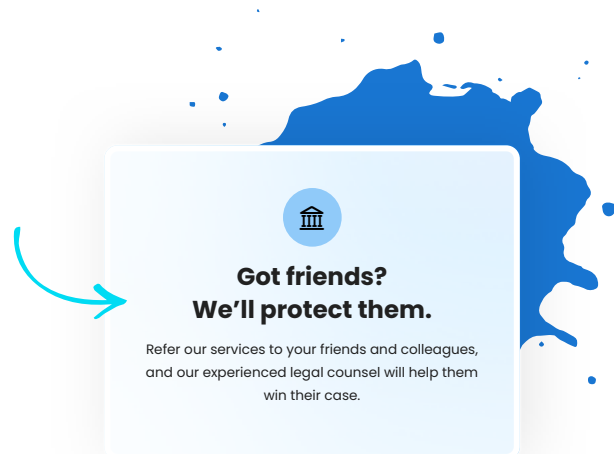 Got friends?
We’ll protect them.
Refer our services to your friends and colleagues,
and our experienced legal counsel will help them
win their case.